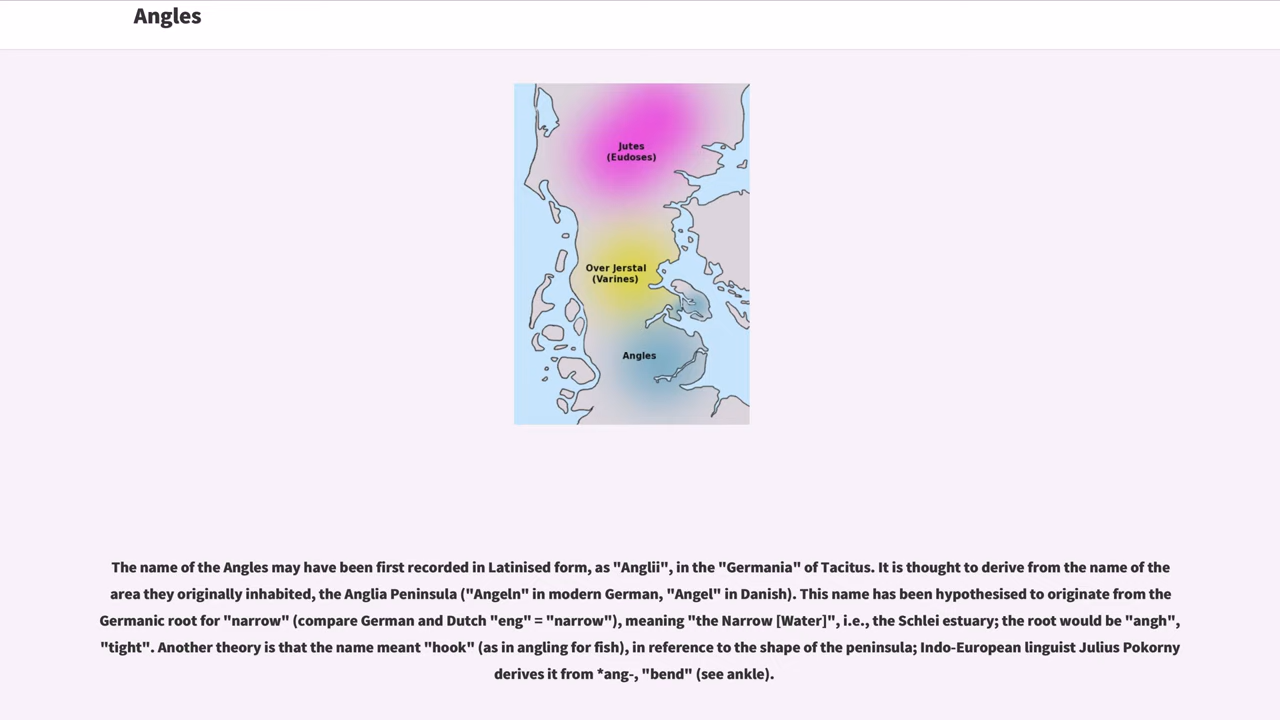 Angles
Jutes
(Eudoses)
Over Jerstal
(Varines)
Angles
The name of the Angles may have been first recorded in Latinised form, as "Anglii", in the "Germania" of Tacitus. It is thought to derive from the name of the
area they originally inhabited, the Anglia Peninsula ("Angeln" in modern German, "Angel" in Danish). This name has been hypothesised to originate from the
Germanic root for "narrow" (compare German and Dutch "eng" = "narrow"), meaning "the Narrow [Water]", i.e., the Schlei estuary; the root would be "angh",
"tight". Another theory is that the name meant "hook" (as in angling for fish), in reference to the shape of the peninsula; Indo-European linguist Julius Pokorny
derives it from *ang-, "bend" (see ankle).